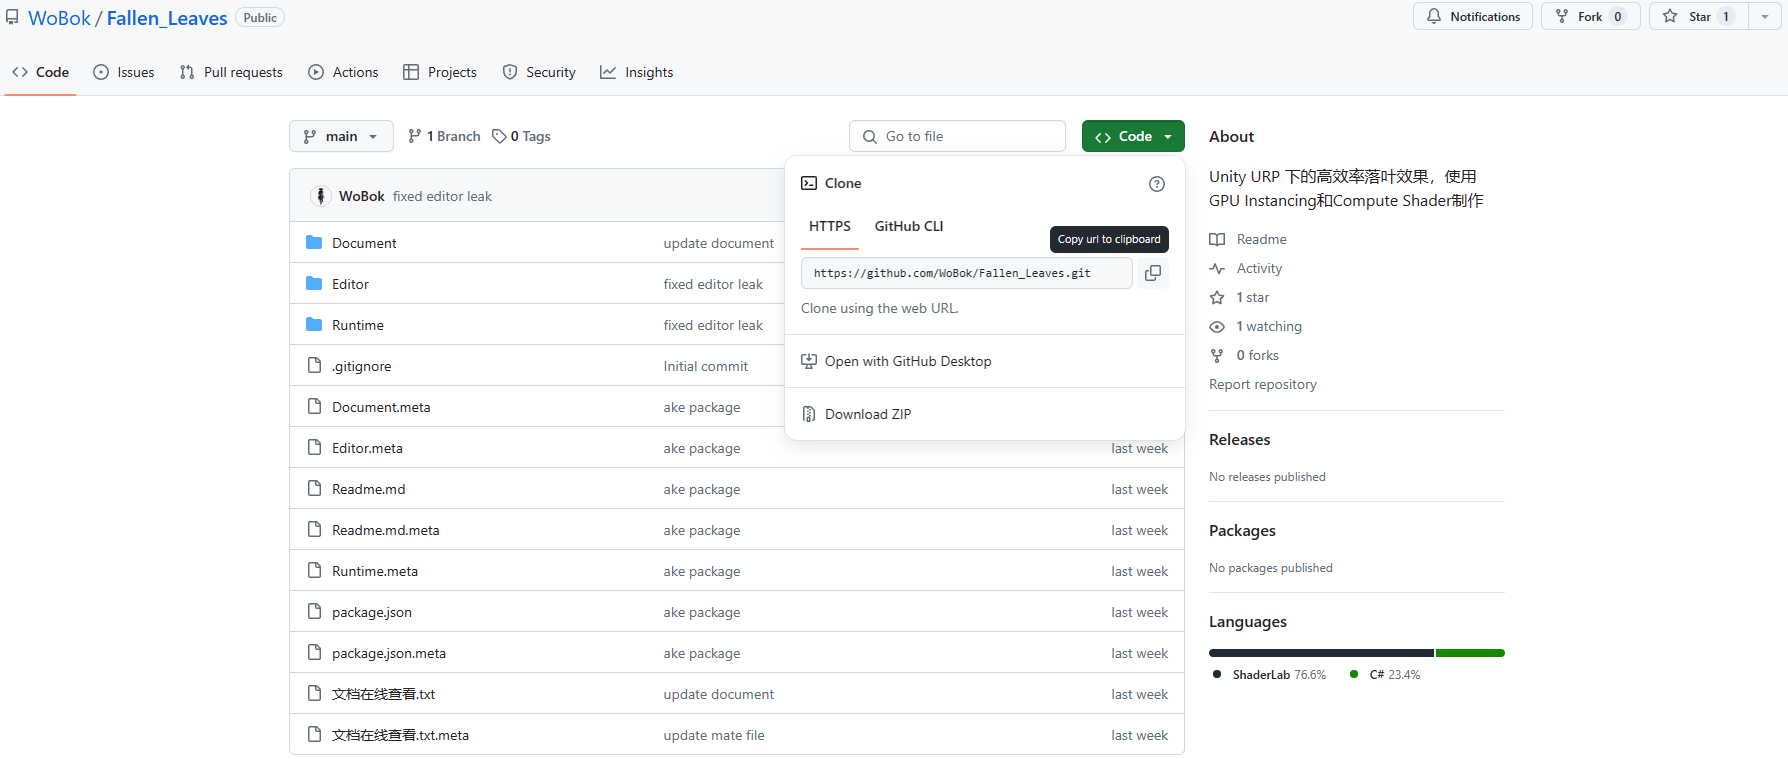 WoBok / Fallen_Leaves Public
Notifications
Fork 0
Star 1
Code
Issues
Pull requests
Actions
Projects
Security
Insights
main
1 Branch
0 Tags
Go to file
Code
WoBok fixed editor leak
Document update document
Editor fixed editor leak
Runtime fixed editor leak
.gitignore Initial commit
Document.meta ake package
Editor.meta ake package last week
Readme.md ake package last week
Readme.md.meta ake package last week
Runtime.meta ake package last week
package.json ake package last week
package.json.meta ake package last week
文档在线查看.txt update document last week
文档在线查看.txt.meta update mate file last week
Clone
HTTPS
GitHub CLI
Copy url to clipboard
https://github.com/WoBok/Fallen_Leaves.git
Clone using the web URL.
Open with GitHub Desktop
Download ZIP
About
Unity URP 下的高效率落叶效果，使用
GPU Instancing和Compute Shader制作
Readme
Activity
1 star
1 watching
0 forks
Report repository
Releases
No releases published
Packages
No packages published
Languages
ShaderLab 76.6%
C# 23.4%